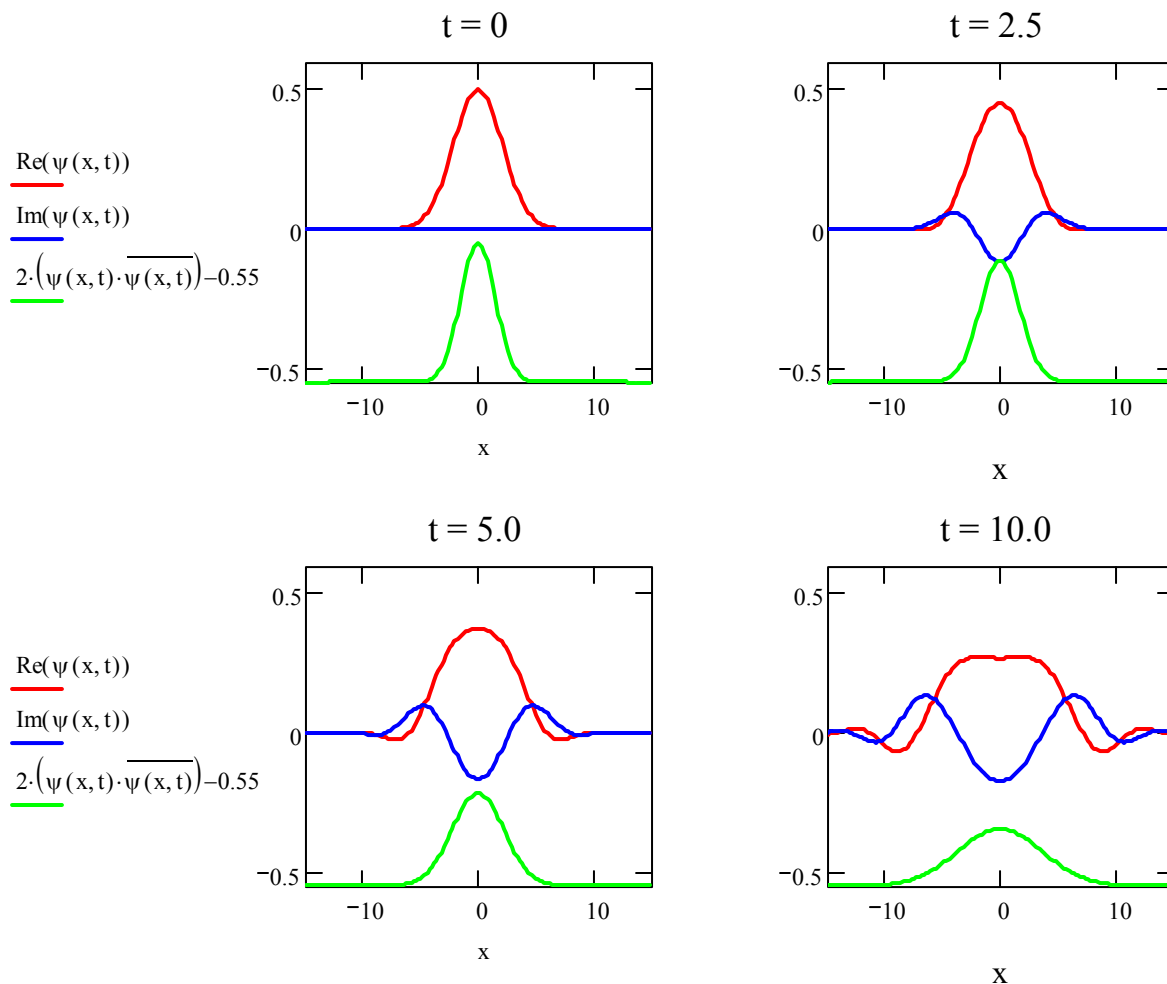 t = 0
0.5
0
−0.5
−10
0
10
x
t = 2.5
0.5
0
−0.5
−10
0
10
x
Re(ψ(x, t))
Im(ψ(x, t))
2·(ψ(x, t)·\overline{ψ(x, t)})−0.55
t = 5.0
0.5
0
−0.5
−10
0
10
x
t = 10.0
0.5
0
−0.5
−10
0
10
x
Re(ψ(x, t))
Im(ψ(x, t))
2·(ψ(x, t)·\overline{ψ(x, t)})−0.55